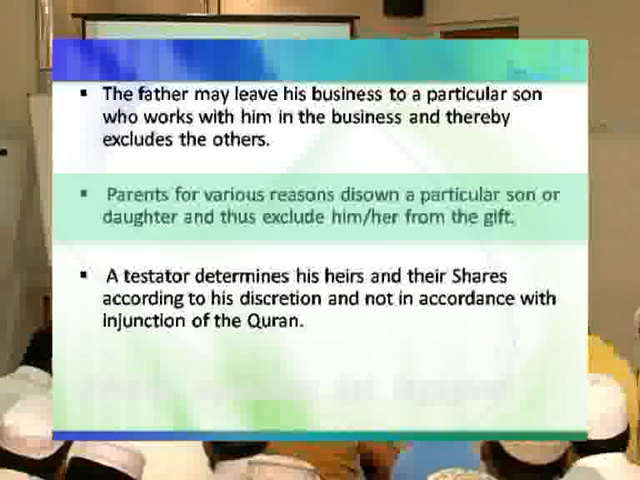 ▪ The father may leave his business to a particular son
who works with him in the business and thereby
excludes the others.
▪ Parents for various reasons disown a particular son or
daughter and thus exclude him/her from the gift.
▪ A testator determines his heirs and their Shares
according to his discretion and not in accordance with
injunction of the Quran.